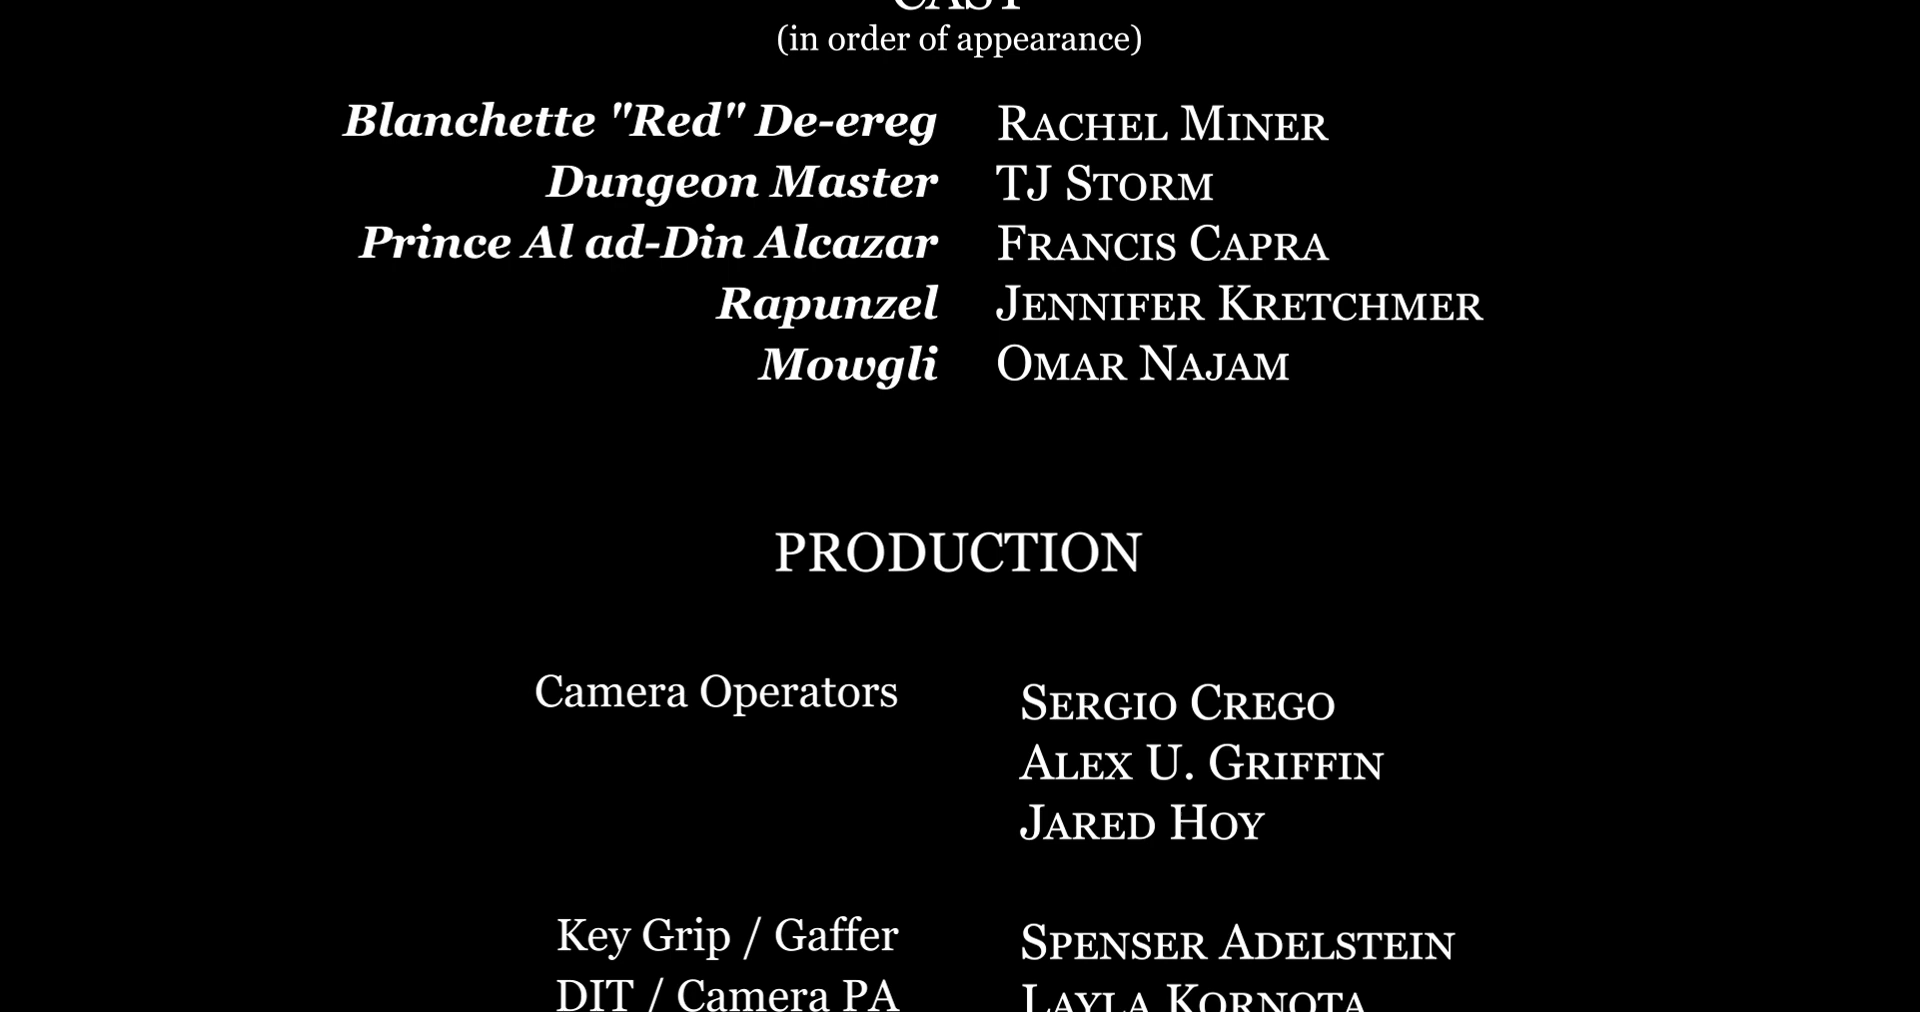 CAST
(in order of appearance)
Blanchette "Red" De-ereg RACHEL MINER
Dungeon Master TJ STORM
Prince Al ad-Din Alcazar FRANCIS CAPRA
Rapunzel JENNIFER KRETCHMER
Mowgli OMAR NAJAM
PRODUCTION
Camera Operators SERGIO CREGO
ALEX U. GRIFFIN
JARED HOY
Key Grip / Gaffer SPENSER ADELSTEIN
DIT / Camera PA LAYLA KORNOTA